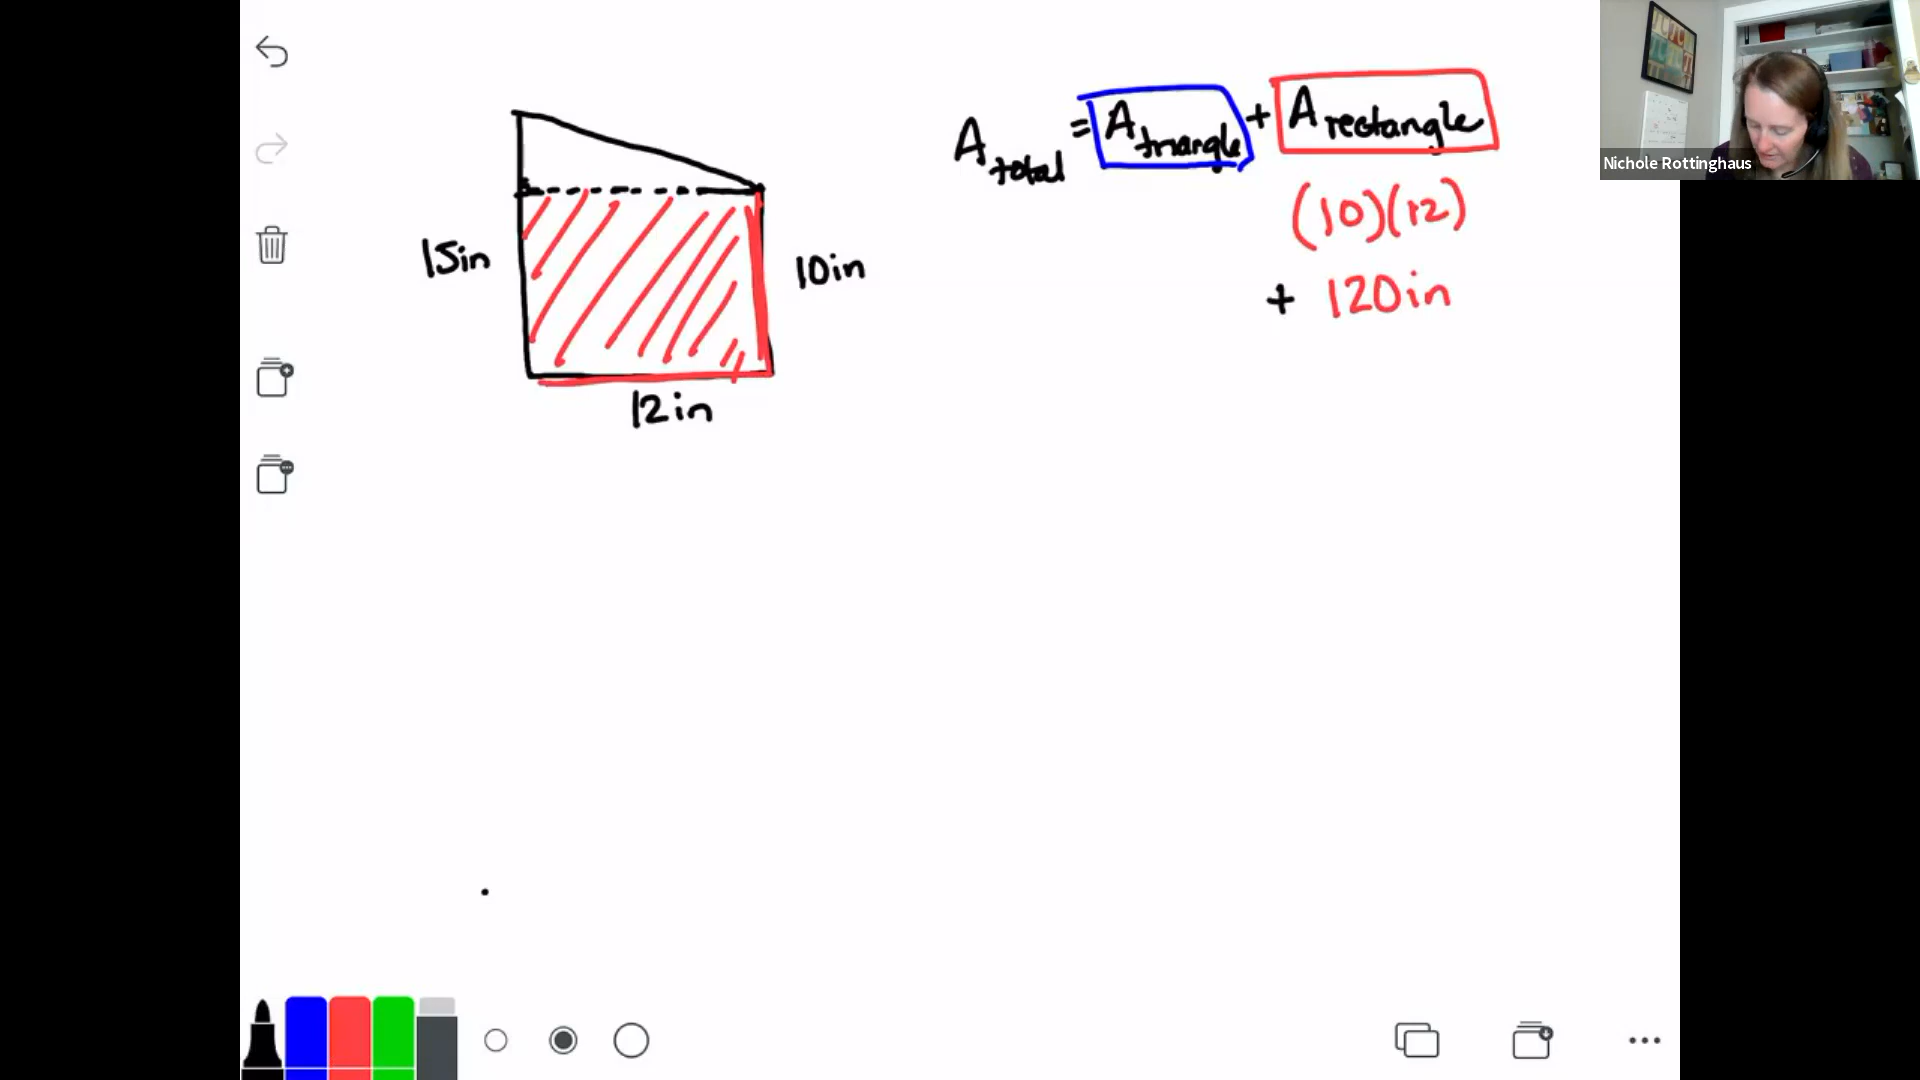 A total = A triangle + A rectangle
(10)(12)
+ 120in
15in
10in
12in
Nichole Rottinghaus